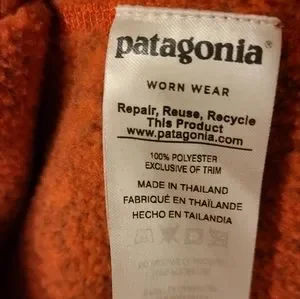 patagonia®
WORN WEAR
Repair, Reuse, Recycle
This Product
www.patagonia.com
100% POLYESTER
EXCLUSIVE OF TRIM
MADE IN THAILAND
FABRIQUÉ EN THAÏLANDE
HECHO EN TAILANDIA